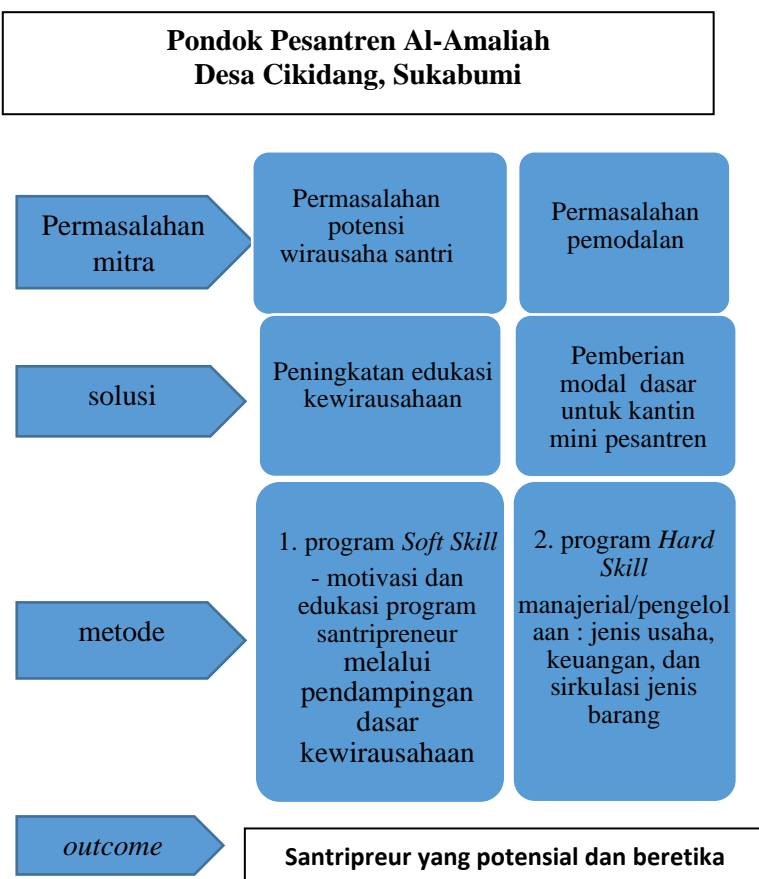 Pondok Pesantren Al-Amaliah
Desa Cikidang, Sukabumi
Permasalahan
mitra
Permasalahan
potensi
wirausaha santri
Permasalahan
pemodalan
solusi
Peningkatan edukasi
kewirausahaan
Pemberian
modal dasar
untuk kantin
mini pesantren
metode
1. program Soft Skill
- motivasi dan
edukasi program
santripreneur
melalui
pendampingan
dasar
kewirausahaan
2. program Hard
Skill
manajerial/pengelol
aan : jenis usaha,
keuangan, dan
sirkulasi jenis
barang
outcome
Santripreur yang potensial dan beretika